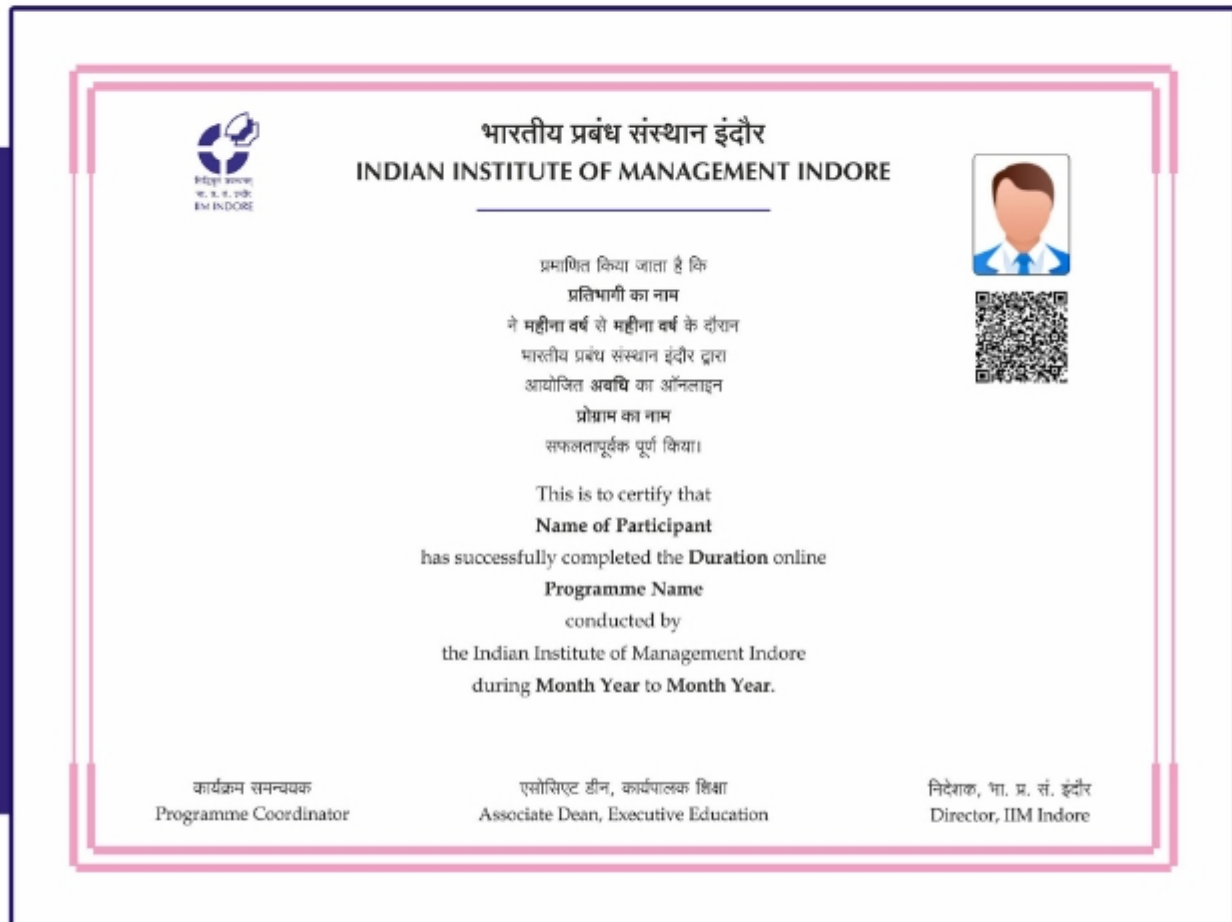 भारतीय प्रबंध संस्थान इंदौर
INDIAN INSTITUTE OF MANAGEMENT INDORE
भा. प्र. सं. इंदौर
IIM INDORE
प्रमाणित किया जाता है कि
प्रतिभागी का नाम
ने महीना वर्ष से महीना वर्ष के दौरान
भारतीय प्रबंध संस्थान इंदौर द्वारा
आयोजित अवधि का ऑनलाइन
प्रोग्राम का नाम
सफलतापूर्वक पूर्ण किया।
This is to certify that
Name of Participant
has successfully completed the Duration online
Programme Name
conducted by
the Indian Institute of Management Indore
during Month Year to Month Year.
कार्यक्रम समन्वयक
Programme Coordinator
एसोसिएट डीन, कार्यपालक शिक्षा
Associate Dean, Executive Education
निदेशक, भा. प्र. सं. इंदौर
Director, IIM Indore